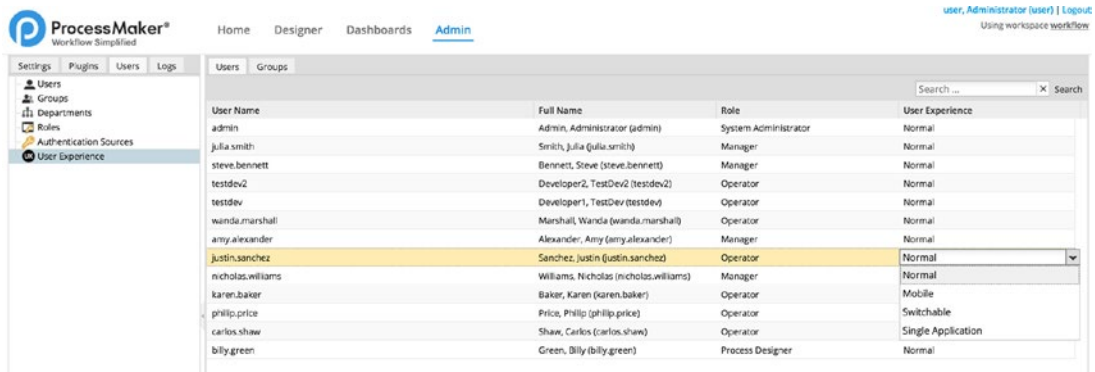 user, Administrator (user) | Logout
Using workspace workflow
ProcessMaker®
Workflow Simplified
Home Designer Dashboards Admin
Settings Plugins Users Logs
Users
Groups
Departments
Roles
Authentication Sources
UX User Experience
Users Groups
Search ... X Search
User Name Full Name Role User Experience
admin Admin, Administrator (admin) System Administrator Normal
julia.smith Smith, Julia (julia.smith) Manager Normal
steve.bennett Bennett, Steve (steve.bennett) Manager Normal
testdev2 Developer2, TestDev2 (testdev2) Operator Normal
testdev Developer1, TestDev (testdev) Operator Normal
wanda.marshall Marshall, Wanda (wanda.marshall) Operator Normal
amy.alexander Alexander, Amy (amy.alexander) Manager Normal
justin.sanchez Sanchez, Justin (justin.sanchez) Operator Normal
nicholas.williams Williams, Nicholas (nicholas.williams) Manager Normal
karen.baker Baker, Karen (karen.baker) Operator Mobile
philip.price Price, Philip (philip.price) Operator Switchable
carlos.shaw Shaw, Carlos (carlos.shaw) Operator Single Application
billy.green Green, Billy (billy.green) Process Designer Normal